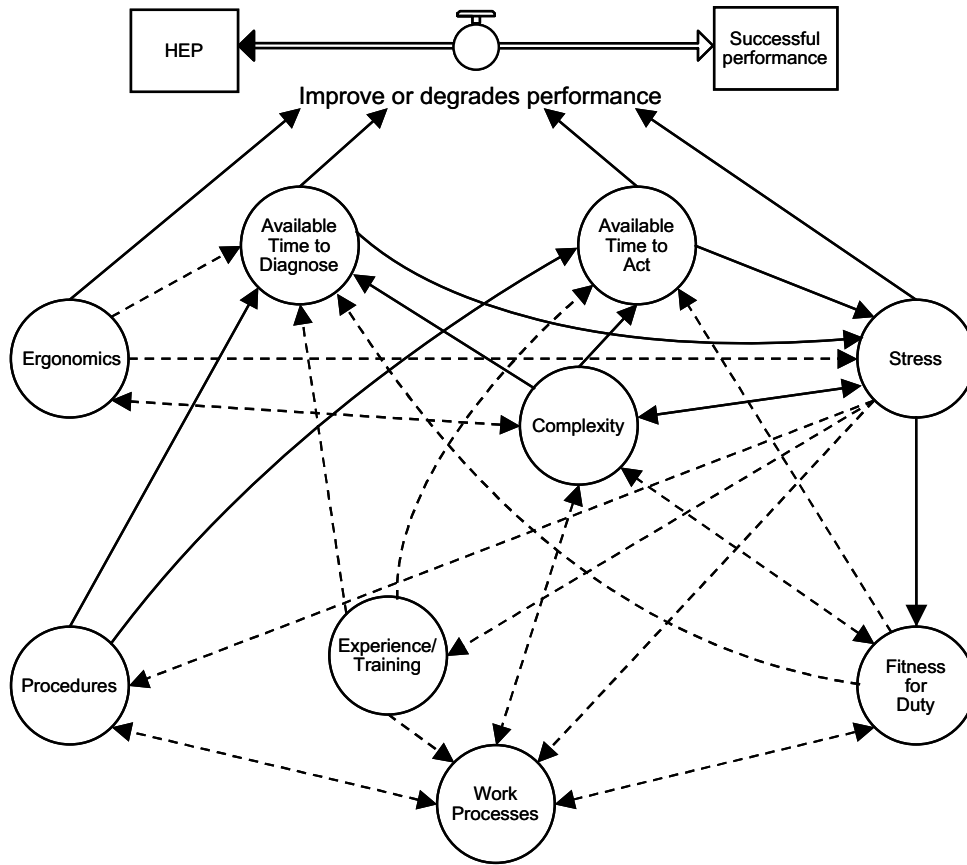 HEP
Successful
performance
Improve or degrades performance
Available
Time to
Diagnose
Available
Time to
Act
Ergonomics
Stress
Complexity
Procedures
Experience/
Training
Fitness
for
Duty
Work
Processes